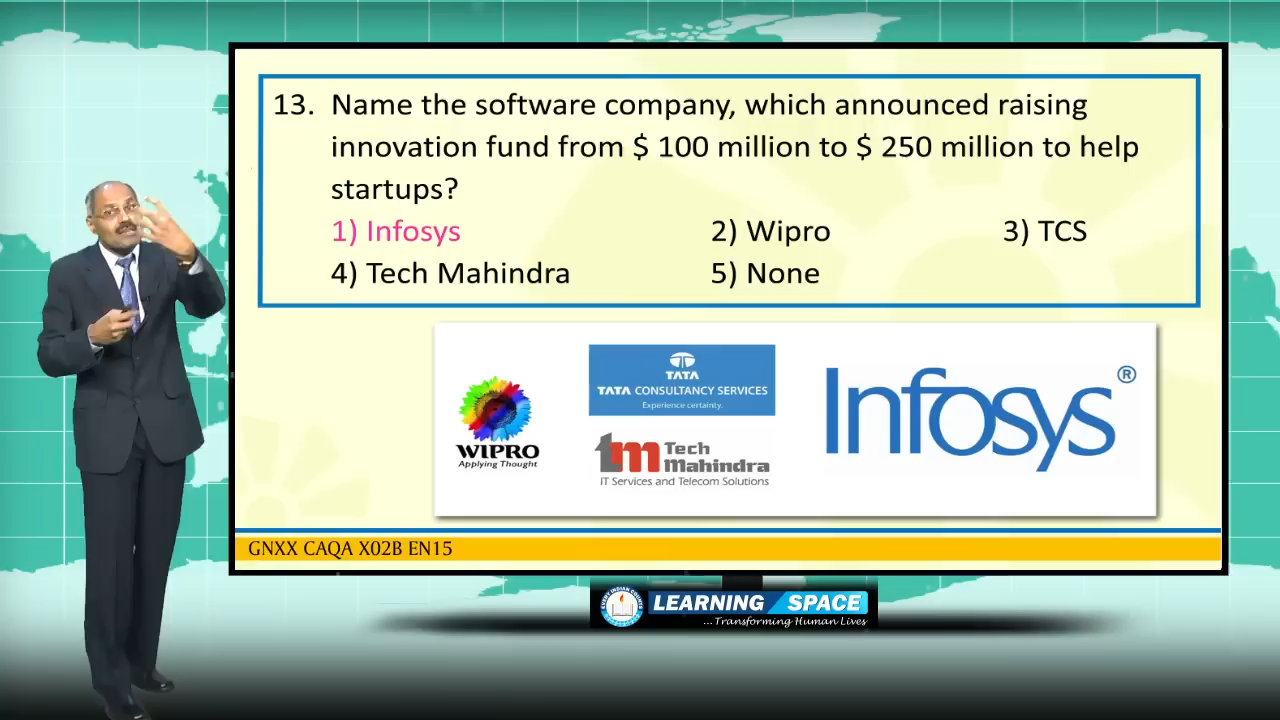 13. Name the software company, which announced raising
innovation fund from $ 100 million to $ 250 million to help
startups?
1) Infosys 2) Wipro 3) TCS
4) Tech Mahindra 5) None
WIPRO
Applying Thought
TATA
TATA CONSULTANCY SERVICES
Experience certainty.
tm Tech
Mahindra
IT Services and Telecom Solutions
Infosys®
GNXX CAQA X02B EN15
LEARNING SPACE
...Transforming Human Lives